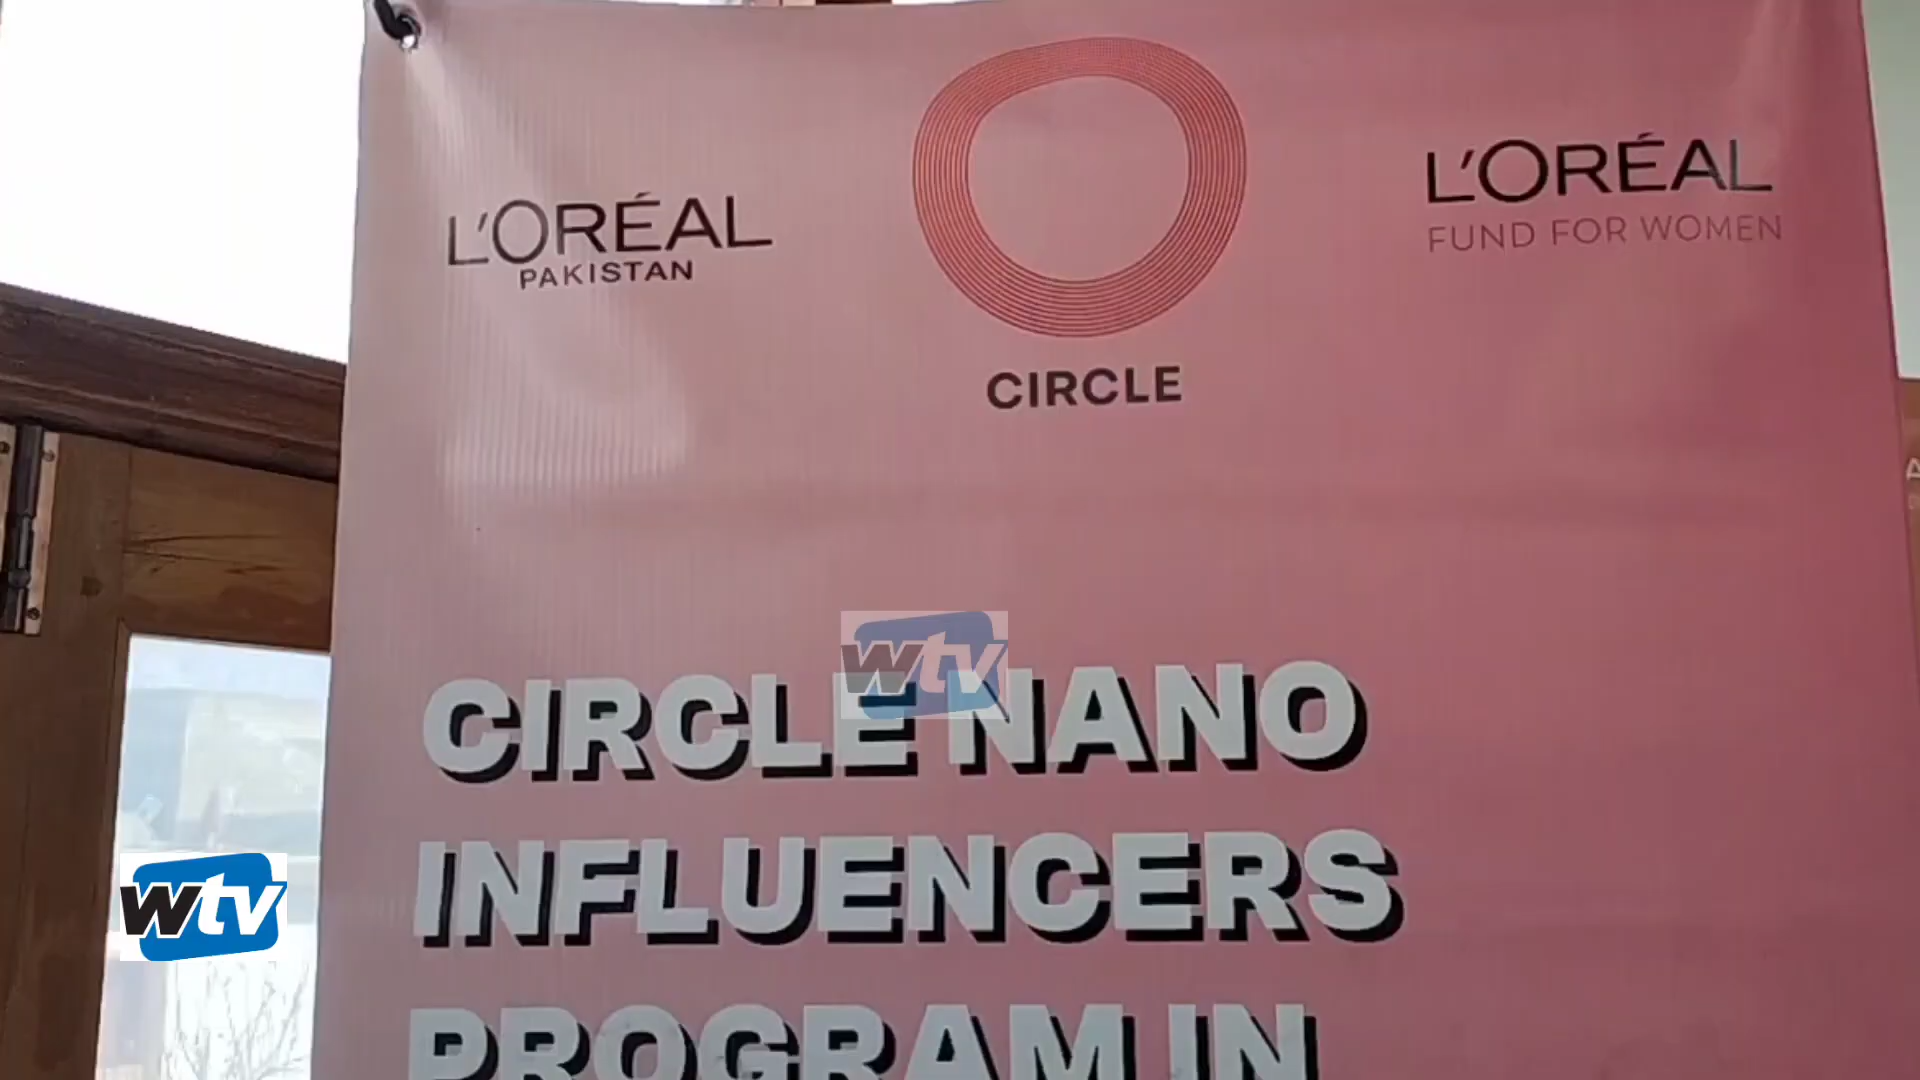 L'ORÉAL
PAKISTAN
CIRCLE
L'ORÉAL
FUND FOR WOMEN
wtv
CIRCLE NANO
INFLUENCERS
PROGRAM IN
wtv